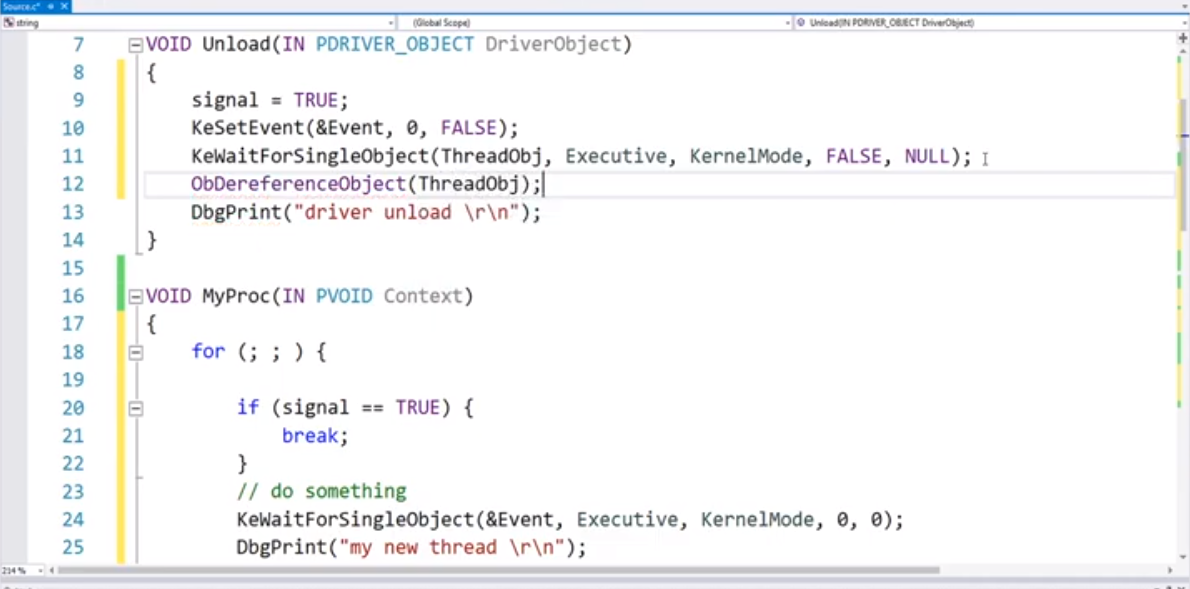 Source.c*
string (Global Scope) Unload(IN PDRIVER_OBJECT DriverObject)
7 VOID Unload(IN PDRIVER_OBJECT DriverObject)
8 {
9 signal = TRUE;
10 KeSetEvent(&Event, 0, FALSE);
11 KeWaitForSingleObject(ThreadObj, Executive, KernelMode, FALSE, NULL);
12 ObDereferenceObject(ThreadObj);
13 DbgPrint("driver unload \r\n");
14 }
15
16 VOID MyProc(IN PVOID Context)
17 {
18 for (; ; ) {
19
20 if (signal == TRUE) {
21 break;
22 }
23 // do something
24 KeWaitForSingleObject(&Event, Executive, KernelMode, 0, 0);
25 DbgPrint("my new thread \r\n");
214 %